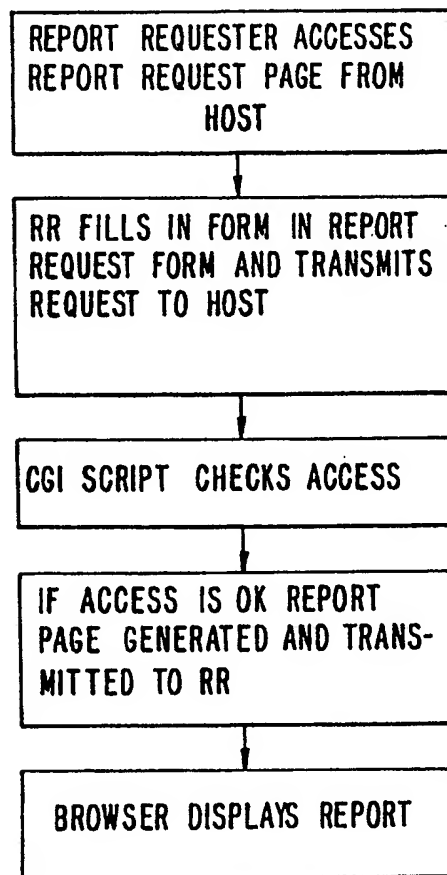 REPORT REQUESTER ACCESSES
REPORT REQUEST PAGE FROM
HOST
RR FILLS IN FORM IN REPORT
REQUEST FORM AND TRANSMITS
REQUEST TO HOST
CGI SCRIPT CHECKS ACCESS
IF ACCESS IS OK REPORT
PAGE GENERATED AND TRANS-
MITTED TO RR
BROWSER DISPLAYS REPORT